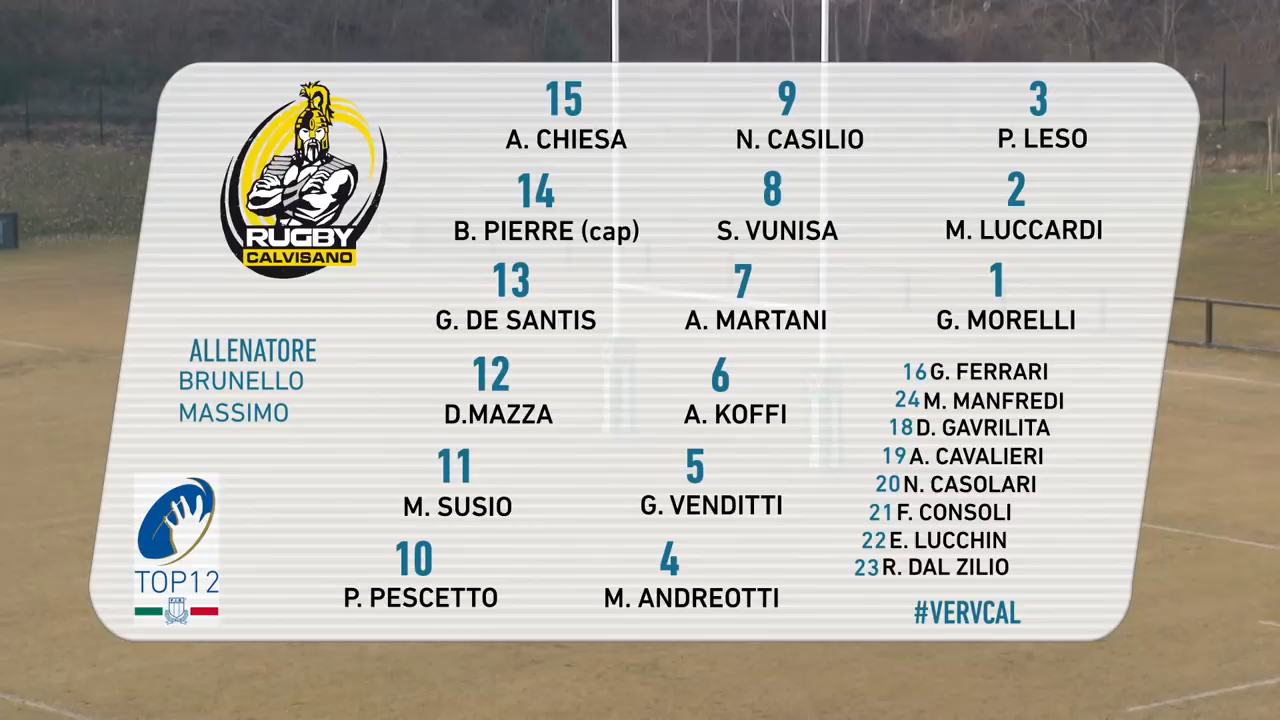 RUGBY
CALVISANO
ALLENATORE
BRUNELLO
MASSIMO
TOP12
15
A. CHIESA
14
B. PIERRE (cap)
13
G. DE SANTIS
12
D.MAZZA
11
M. SUSIO
10
P. PESCETTO
9
N. CASILIO
8
S. VUNISA
7
A. MARTANI
6
A. KOFFI
5
G. VENDITTI
4
M. ANDREOTTI
3
P. LESO
2
M. LUCCARDI
1
G. MORELLI
16 G. FERRARI
24 M. MANFREDI
18 D. GAVRILITA
19 A. CAVALIERI
20 N. CASOLARI
21 F. CONSOLI
22 E. LUCCHIN
23 R. DAL ZILIO
#VERVCAL